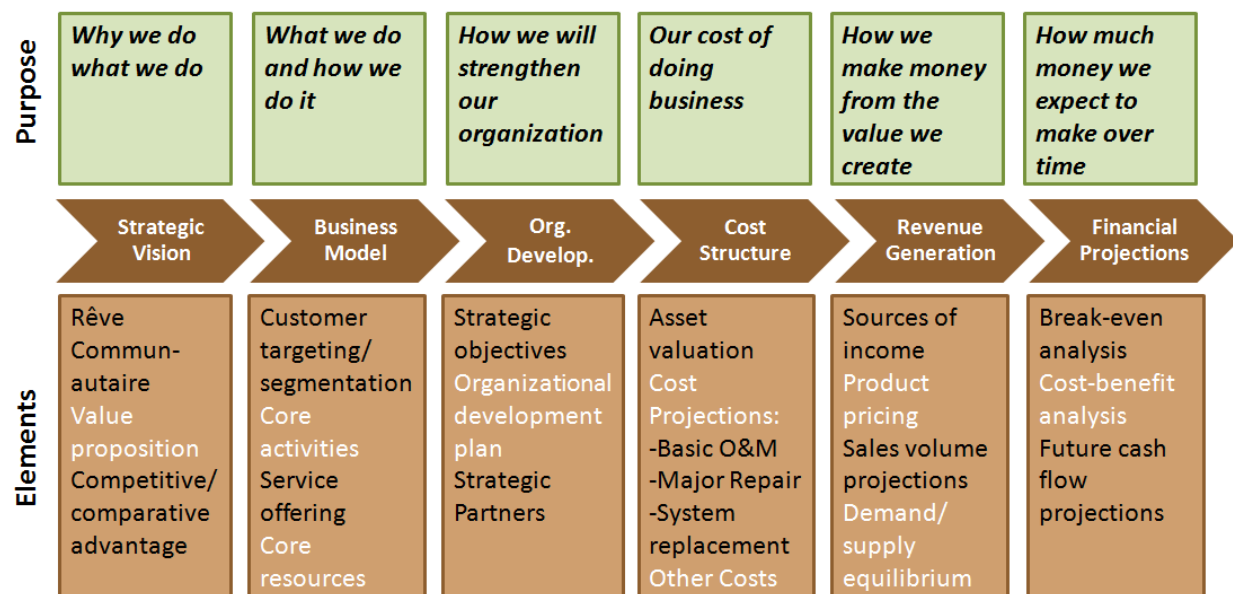 Purpose
Why we do
what we do
What we do
and how we
do it
How we will
strengthen
our
organization
Our cost of
doing
business
How we
make money
from the
value we
create
How much
money we
expect to
make over
time
Strategic
Vision
Business
Model
Org.
Develop.
Cost
Structure
Revenue
Generation
Financial
Projections
Elements
Rêve
Commun-
autaire
Value
proposition
Competitive/
comparative
advantage
Customer
targeting/
segmentation
Core
activities
Service
offering
Core
resources
Strategic
objectives
Organizational
development
plan
Strategic
Partners
Asset
valuation
Cost
Projections:
-Basic O&M
-Major Repair
-System
replacement
Other Costs
Sources of
income
Product
pricing
Sales volume
projections
Demand/
supply
equilibrium
Break-even
analysis
Cost-benefit
analysis
Future cash
flow
projections